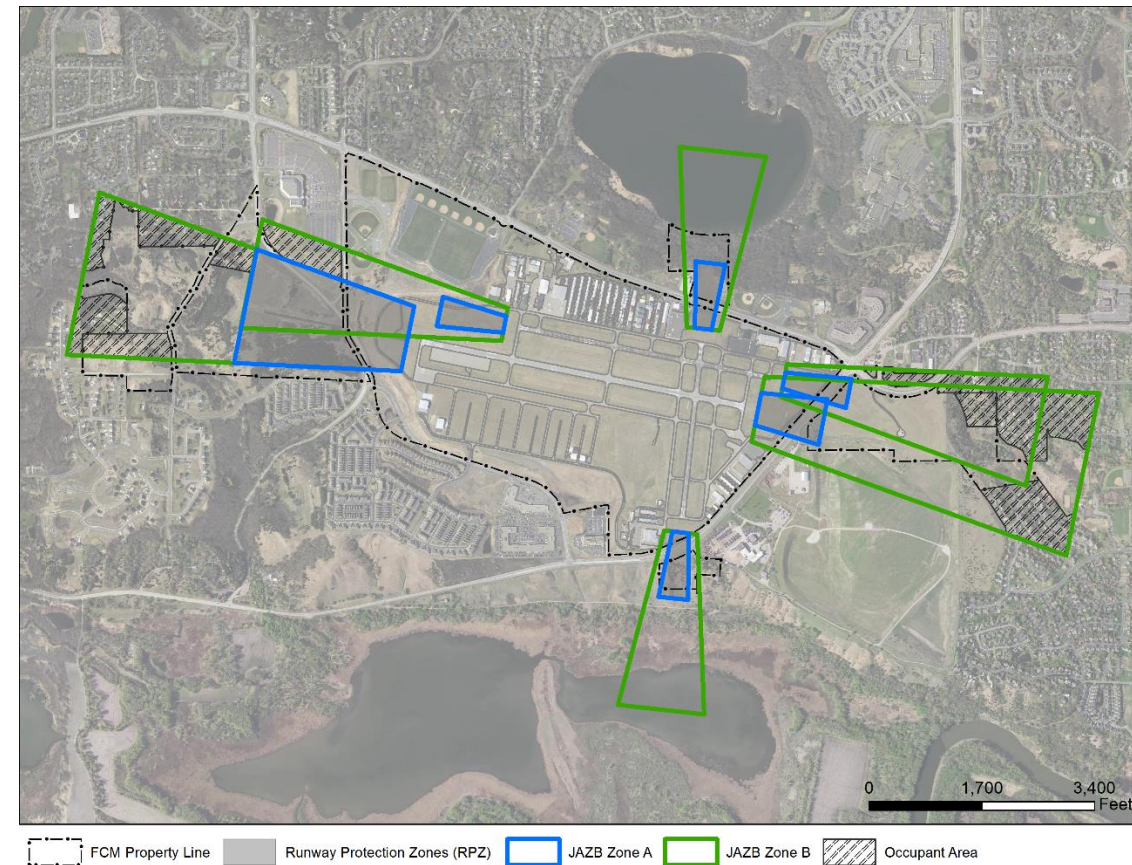 0 1,700 3,400
Feet
FCM Property Line Runway Protection Zones (RPZ) JAZB Zone A JAZB Zone B Occupant Area